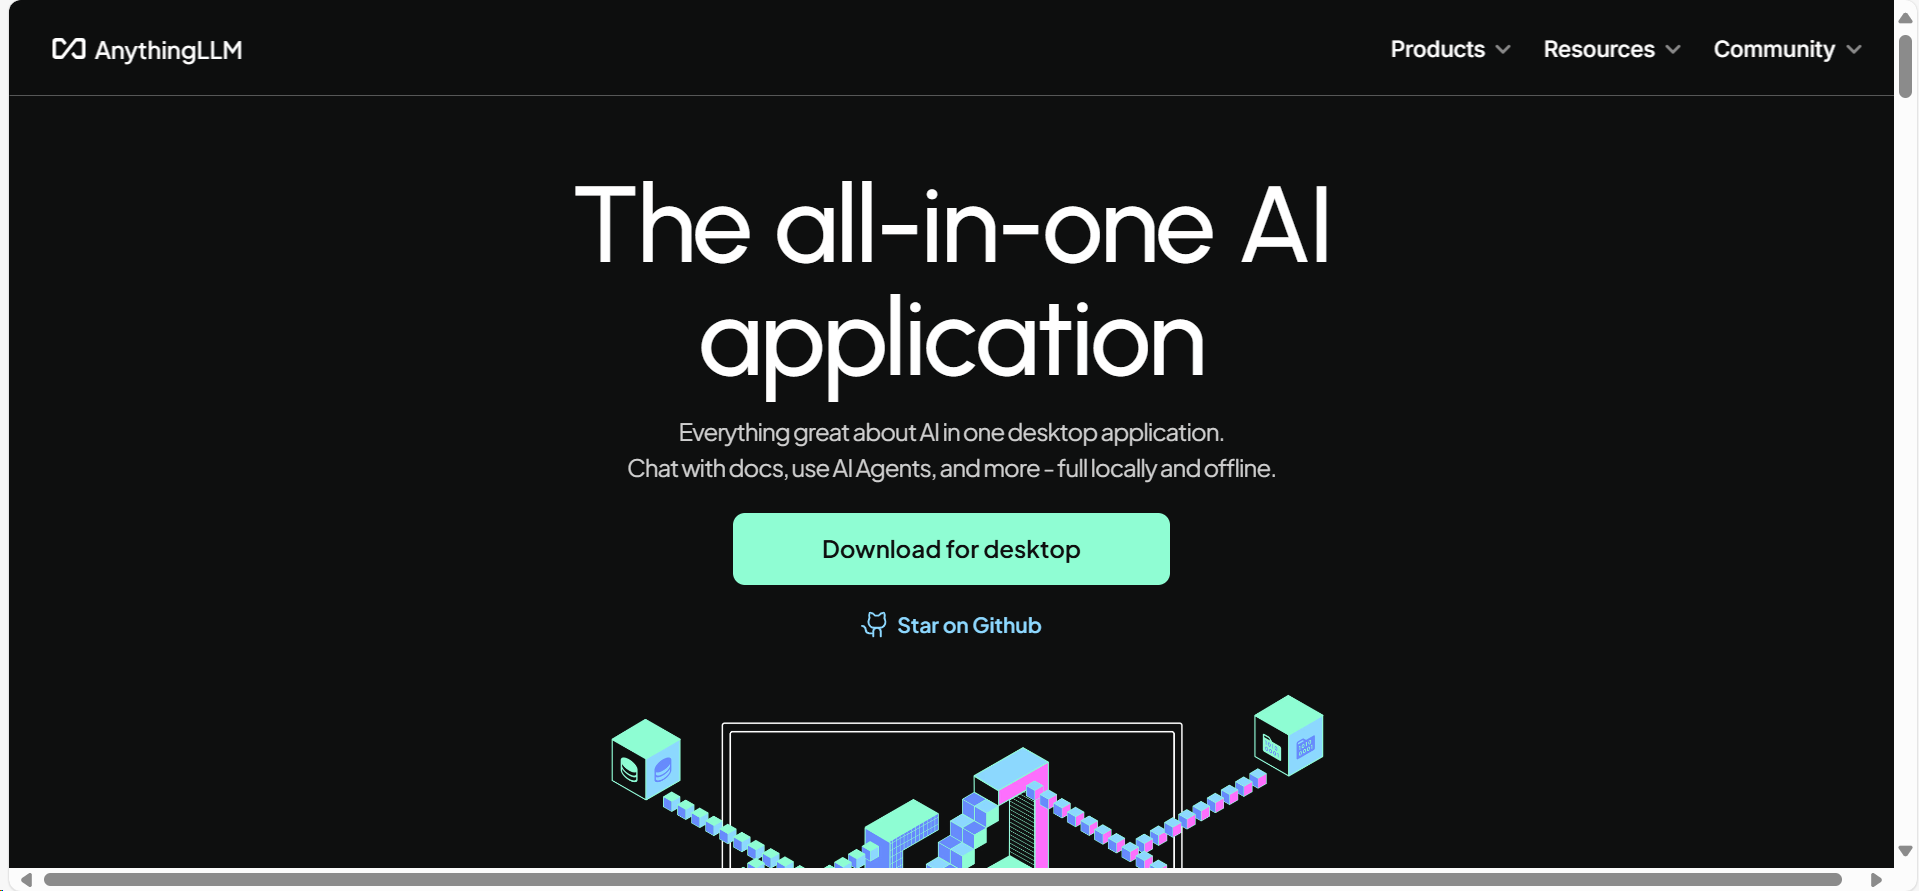 AnythingLLM
Products
Resources
Community
The all-in-one AI
application
Everything great about AI in one desktop application.
Chat with docs, use AI Agents, and more - full locally and offline.
Download for desktop
Star on Github